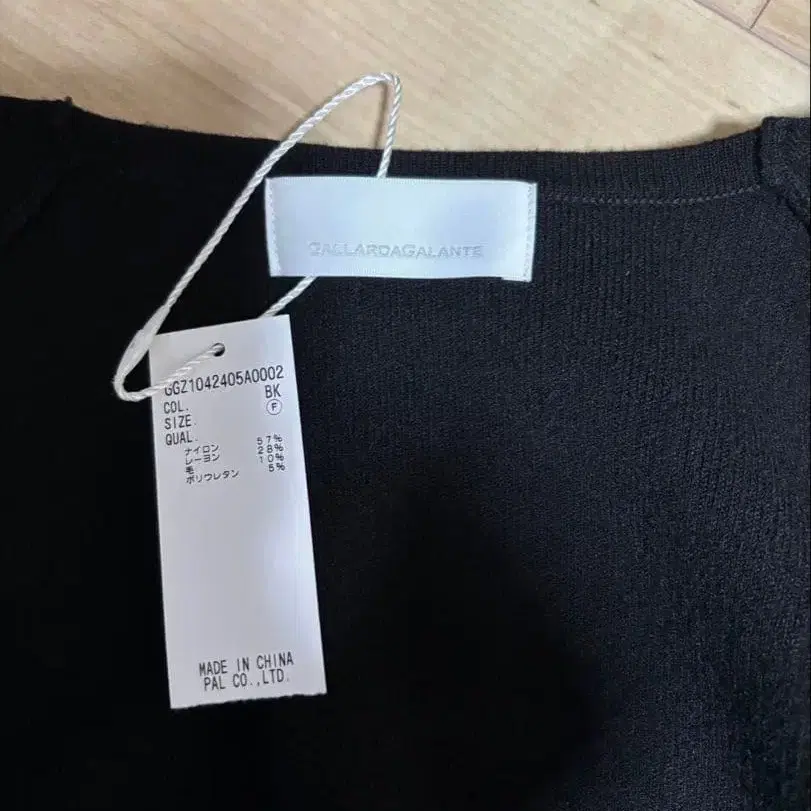 GALLARDAGALANTE
GGZ1042405A0002
COL. BK
SIZE. F
QUAL.
ナイロン 57%
レーヨン 28%
毛 10%
ポリウレタン 5%
MADE IN CHINA
PAL CO.,LTD.